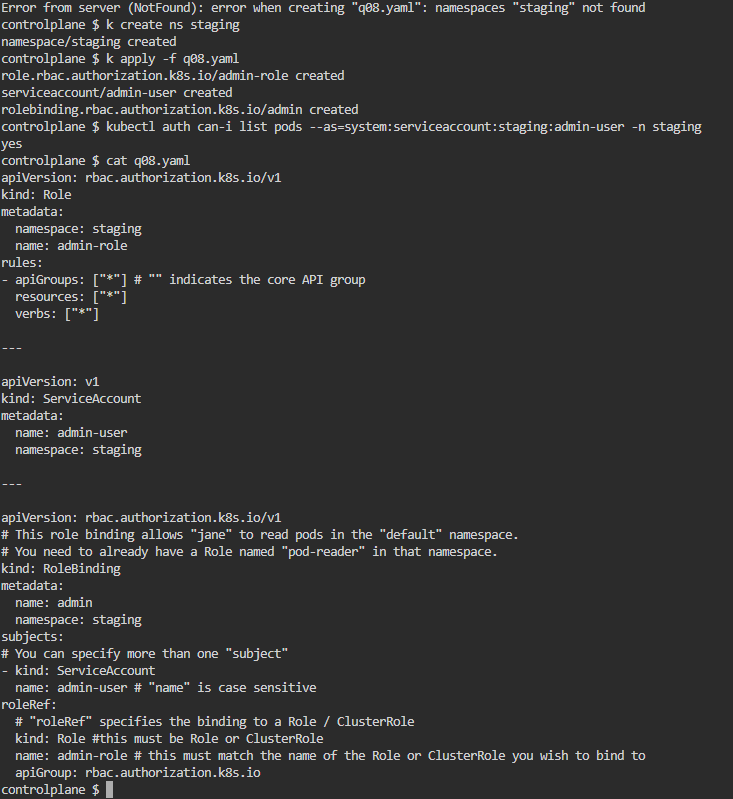 Error from server (NotFound): error when creating "q08.yaml": namespaces "staging" not found
controlplane $ k create ns staging
namespace/staging created
controlplane $ k apply -f q08.yaml
role.rbac.authorization.k8s.io/admin-role created
serviceaccount/admin-user created
rolebinding.rbac.authorization.k8s.io/admin created
controlplane $ kubectl auth can-i list pods --as=system:serviceaccount:staging:admin-user -n staging
yes
controlplane $ cat q08.yaml
apiVersion: rbac.authorization.k8s.io/v1
kind: Role
metadata:
  namespace: staging
  name: admin-role
rules:
- apiGroups: ["*"] # "" indicates the core API group
  resources: ["*"]
  verbs: ["*"]

---

apiVersion: v1
kind: ServiceAccount
metadata:
  name: admin-user
  namespace: staging

---

apiVersion: rbac.authorization.k8s.io/v1
# This role binding allows "jane" to read pods in the "default" namespace.
# You need to already have a Role named "pod-reader" in that namespace.
kind: RoleBinding
metadata:
  name: admin
  namespace: staging
subjects:
# You can specify more than one "subject"
- kind: ServiceAccount
  name: admin-user # "name" is case sensitive
roleRef:
  # "roleRef" specifies the binding to a Role / ClusterRole
  kind: Role #this must be Role or ClusterRole
  name: admin-role # this must match the name of the Role or ClusterRole you wish to bind to
  apiGroup: rbac.authorization.k8s.io
controlplane $